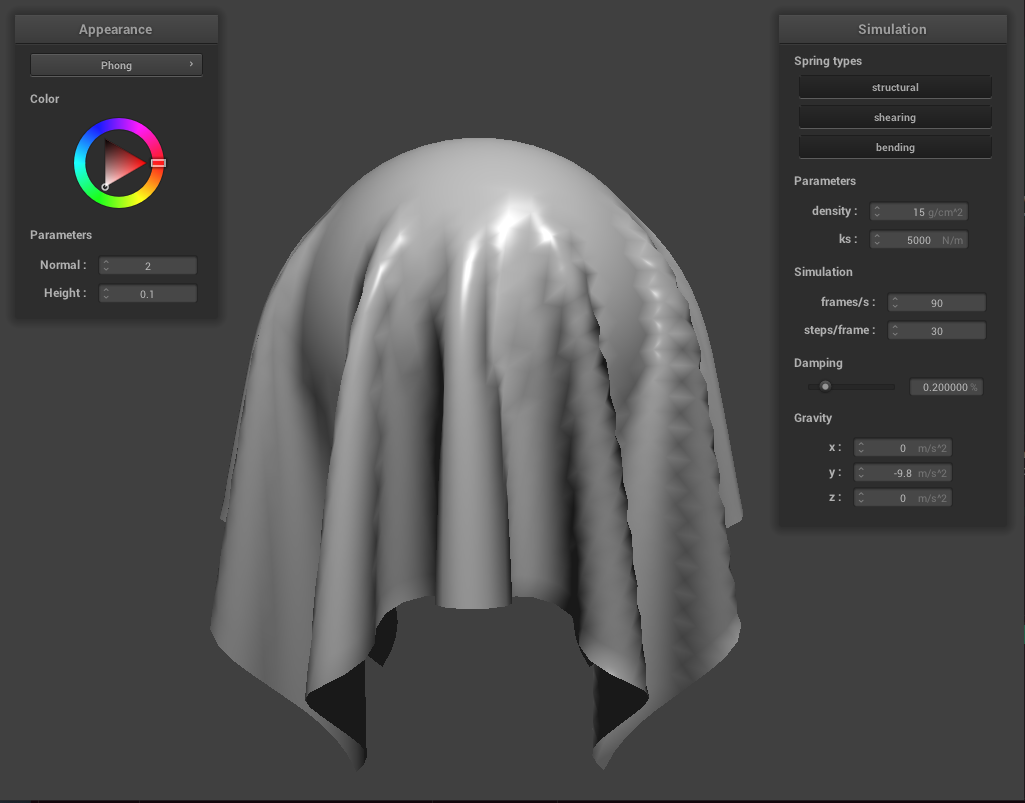 Appearance
Phong
Color
Parameters
Normal : 2
Height : 0.1
Simulation
Spring types
structural
shearing
bending
Parameters
density : 15 g/cm^2
ks : 5000 N/m
Simulation
frames/s : 90
steps/frame : 30
Damping
0.200000 %
Gravity
x : 0 m/s^2
y : -9.8 m/s^2
z : 0 m/s^2